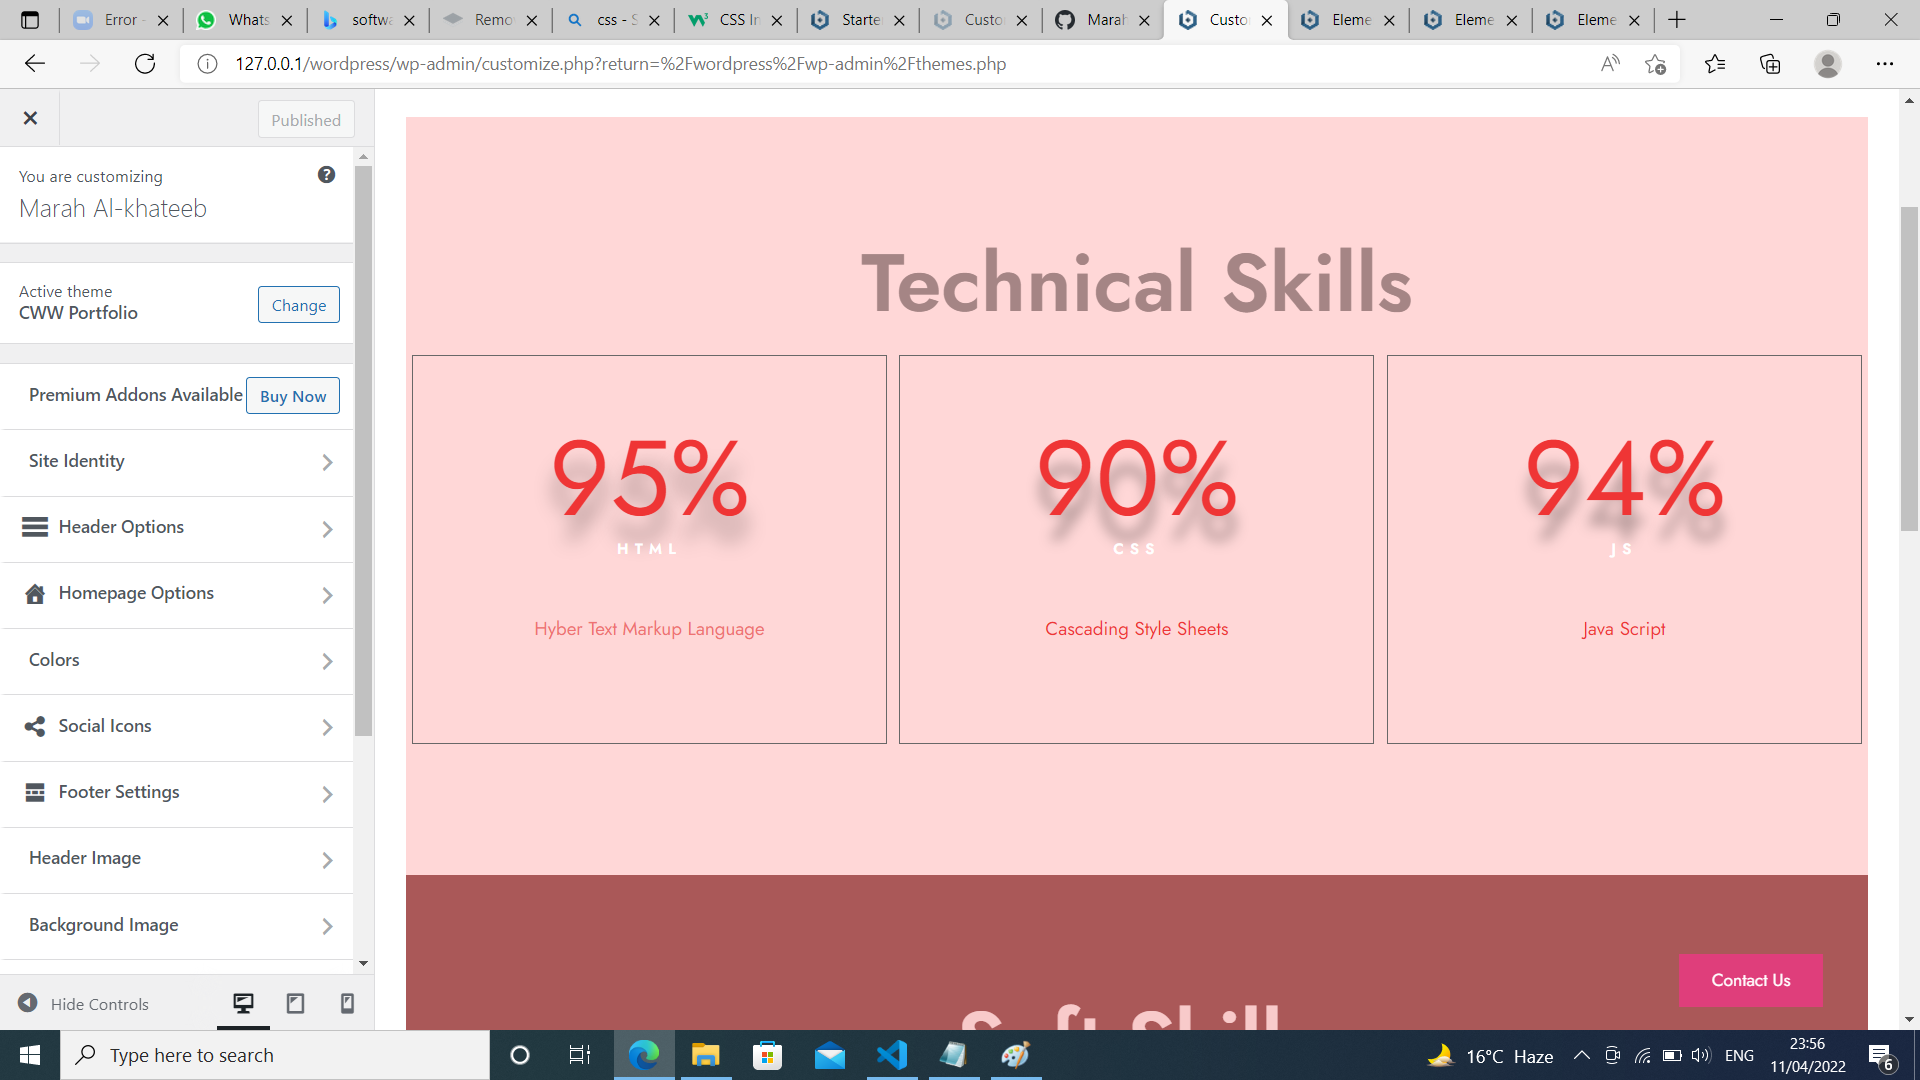 Error -
Whats
softwa
Remo
css - S
CSS In
Starte
Custo
Marah
Custo
Eleme
Eleme
Eleme
127.0.0.1/wordpress/wp-admin/customize.php?return=%2Fwordpress%2Fwp-admin%2Fthemes.php
Published
You are customizing
Marah Al-khateeb
Active theme
CWW Portfolio
Change
Premium Addons Available
Buy Now
Site Identity
Header Options
Homepage Options
Colors
Social Icons
Footer Settings
Header Image
Background Image
Hide Controls
Technical Skills
95%
HTML
Hyber Text Markup Language
90%
CSS
Cascading Style Sheets
94%
JS
Java Script
Soft Skill
Contact Us
Type here to search
16°C Haze
ENG
23:56
11/04/2022
6